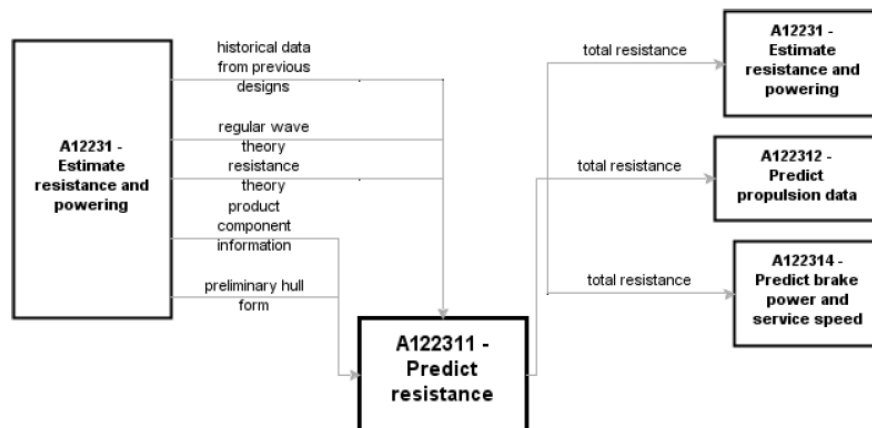 A12231 -
Estimate
resistance and
powering
historical data
from previous
designs
regular wave
theory
resistance
theory
product
component
information
preliminary hull
form
A122311 -
Predict
resistance
total resistance
A12231 -
Estimate
resistance and
powering
total resistance
A122312 -
Predict
propulsion data
total resistance
A122314 -
Predict brake
power and
service speed